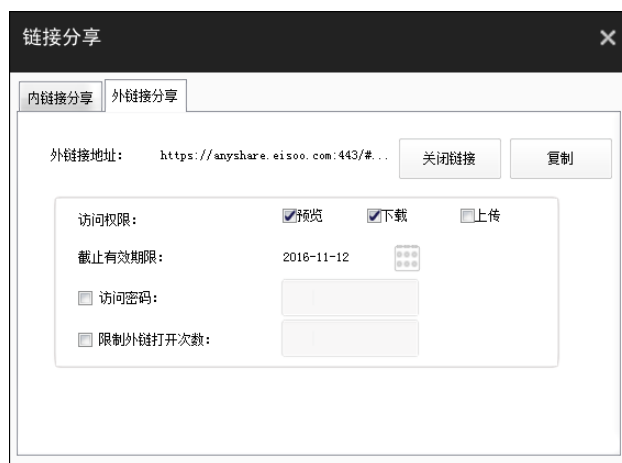 链接分享
内链接分享 外链接分享
外链接地址: https://anyshare.eisoo.com:443/#... 关闭链接 复制
访问权限: 预览 下载 上传
截止有效期限: 2016-11-12
访问密码:
限制外链打开次数: